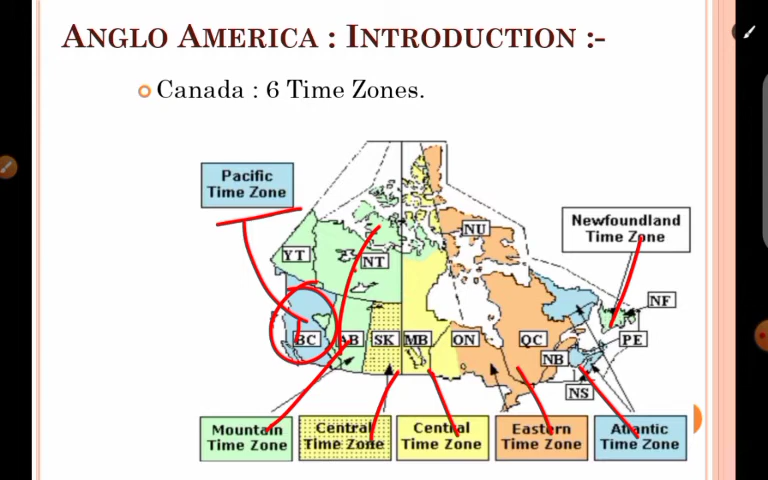 ANGLO AMERICA : INTRODUCTION :-
Canada : 6 Time Zones.
Pacific
Time Zone
Newfoundland
Time Zone
YT
NT
NU
NF
BC
AB
SK
MB
ON
QC
NB
PE
NS
Mountain
Time Zone
Central
Time Zone
Central
Time Zone
Eastern
Time Zone
Atlantic
Time Zone